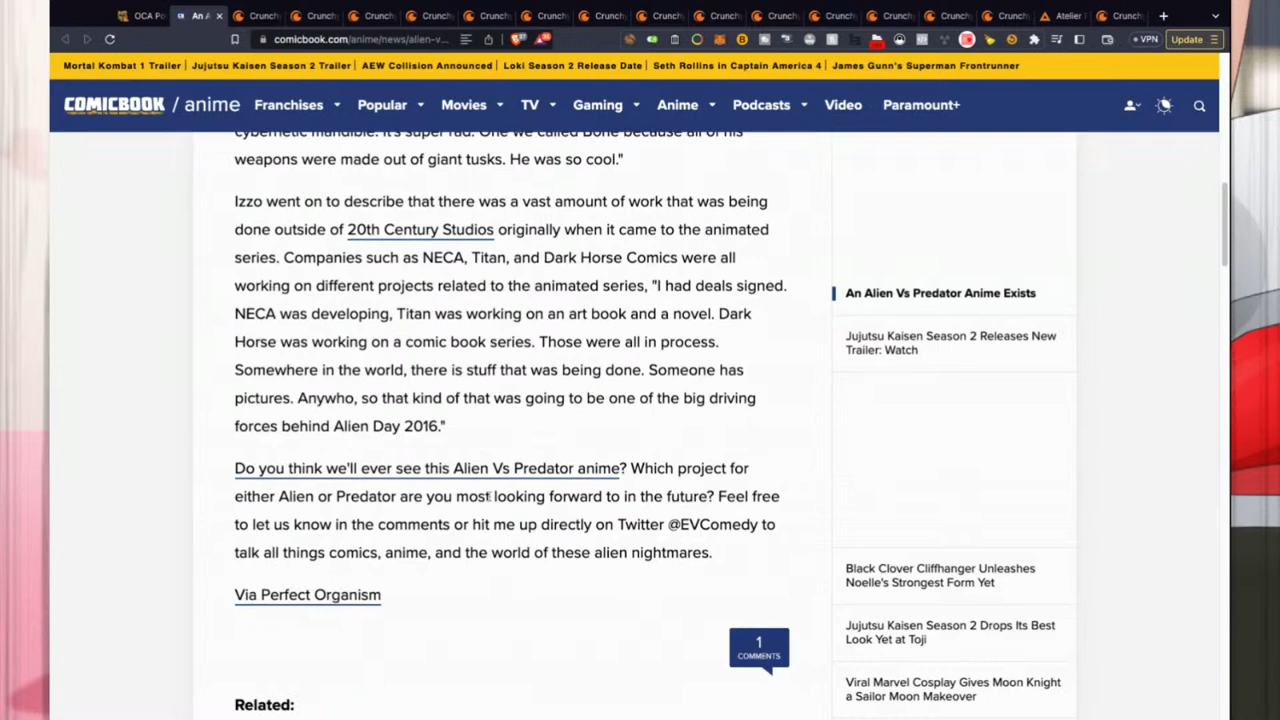 OCA Po
An A
Crunch
Crunch
Crunch
Crunch
Crunch
Crunch
Crunch
Crunch
Crunch
Crunch
Crunch
Crunch
Crunch
Crunch
Atelier
Crunch
comicbook.com/anime/news/alien-v...
VPN
Update
Mortal Kombat 1 Trailer | Jujutsu Kaisen Season 2 Trailer | AEW Collision Announced | Loki Season 2 Release Date | Seth Rollins in Captain America 4 | James Gunn's Superman Frontrunner
COMICBOOK / anime Franchises Popular Movies TV Gaming Anime Podcasts Video Paramount+
cybernetic mandible. It's super rad. One we called Bone because all of his
weapons were made out of giant tusks. He was so cool."
Izzo went on to describe that there was a vast amount of work that was being
done outside of 20th Century Studios originally when it came to the animated
series. Companies such as NECA, Titan, and Dark Horse Comics were all
working on different projects related to the animated series, "I had deals signed.
NECA was developing, Titan was working on an art book and a novel. Dark
Horse was working on a comic book series. Those were all in process.
Somewhere in the world, there is stuff that was being done. Someone has
pictures. Anywho, so that kind of that was going to be one of the big driving
forces behind Alien Day 2016."
Do you think we'll ever see this Alien Vs Predator anime? Which project for
either Alien or Predator are you most looking forward to in the future? Feel free
to let us know in the comments or hit me up directly on Twitter @EVComedy to
talk all things comics, anime, and the world of these alien nightmares.
Via Perfect Organism
1
COMMENTS
Related:
An Alien Vs Predator Anime Exists
Jujutsu Kaisen Season 2 Releases New
Trailer: Watch
Black Clover Cliffhanger Unleashes
Noelle's Strongest Form Yet
Jujutsu Kaisen Season 2 Drops Its Best
Look Yet at Toji
Viral Marvel Cosplay Gives Moon Knight
a Sailor Moon Makeover